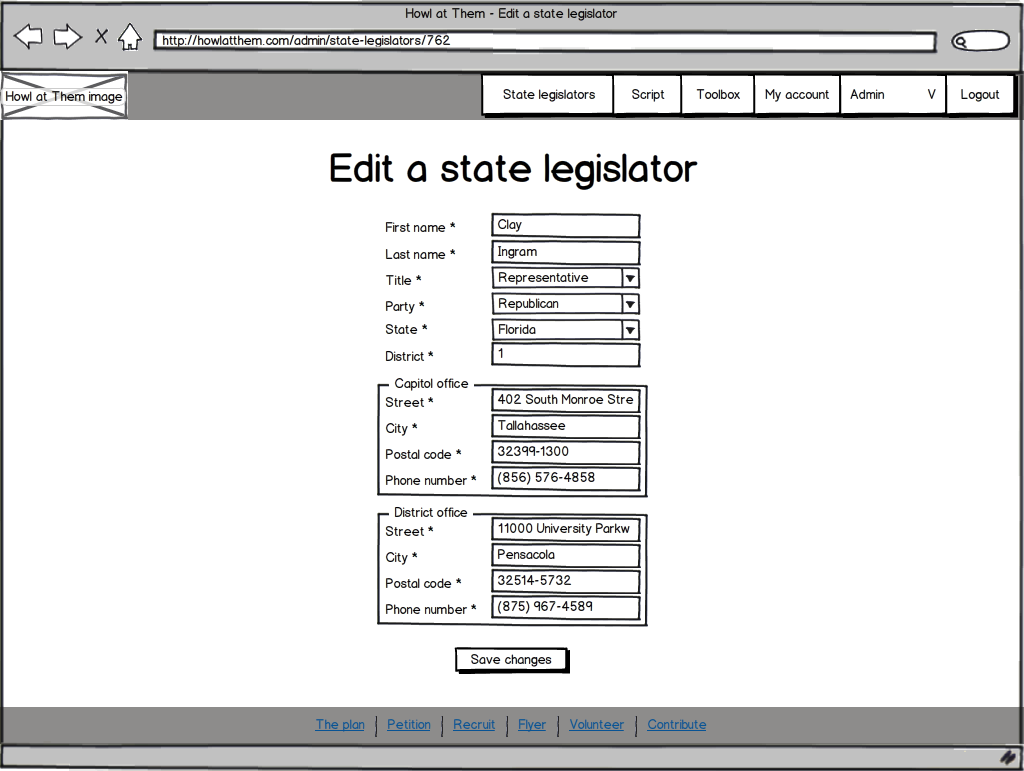 Howl at Them - Edit a state legislator
http://howlatthem.com/admin/state-legislators/762
Howl at Them image
State legislators Script Toolbox My account Admin V Logout
Edit a state legislator
First name * Clay
Last name * Ingram
Title * Representative
Party * Republican
State * Florida
District * 1
Capitol office
Street * 402 South Monroe Stre
City * Tallahassee
Postal code * 32399-1300
Phone number * (856) 576-4858
District office
Street * 11000 University Parkw
City * Pensacola
Postal code * 32514-5732
Phone number * (875) 967-4589
Save changes
The plan | Petition | Recruit | Flyer | Volunteer | Contribute